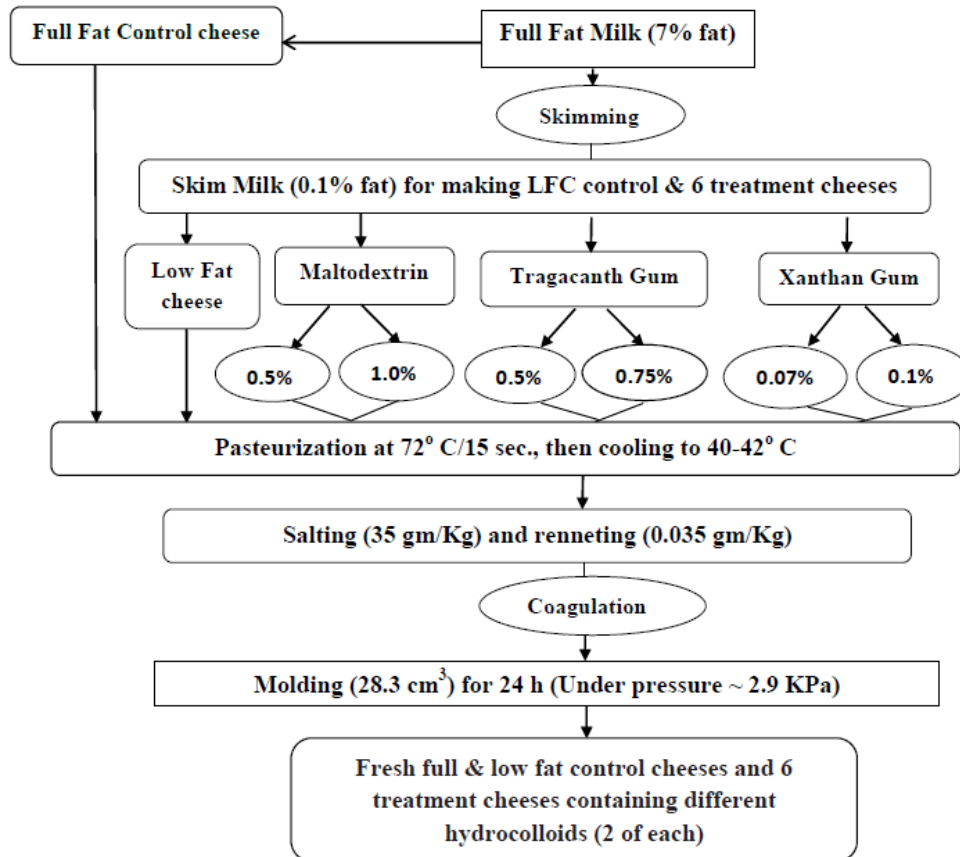 Full Fat Control cheese
Full Fat Milk (7% fat)
Skimming
Skim Milk (0.1% fat) for making LFC control & 6 treatment cheeses
Low Fat
cheese
Maltodextrin
Tragacanth Gum
Xanthan Gum
0.5%
1.0%
0.5%
0.75%
0.07%
0.1%
Pasteurization at 72° C/15 sec., then cooling to 40-42° C
Salting (35 gm/Kg) and renneting (0.035 gm/Kg)
Coagulation
Molding (28.3 cm³) for 24 h (Under pressure ~ 2.9 KPa)
Fresh full & low fat control cheeses and 6
treatment cheeses containing different
hydrocolloids (2 of each)